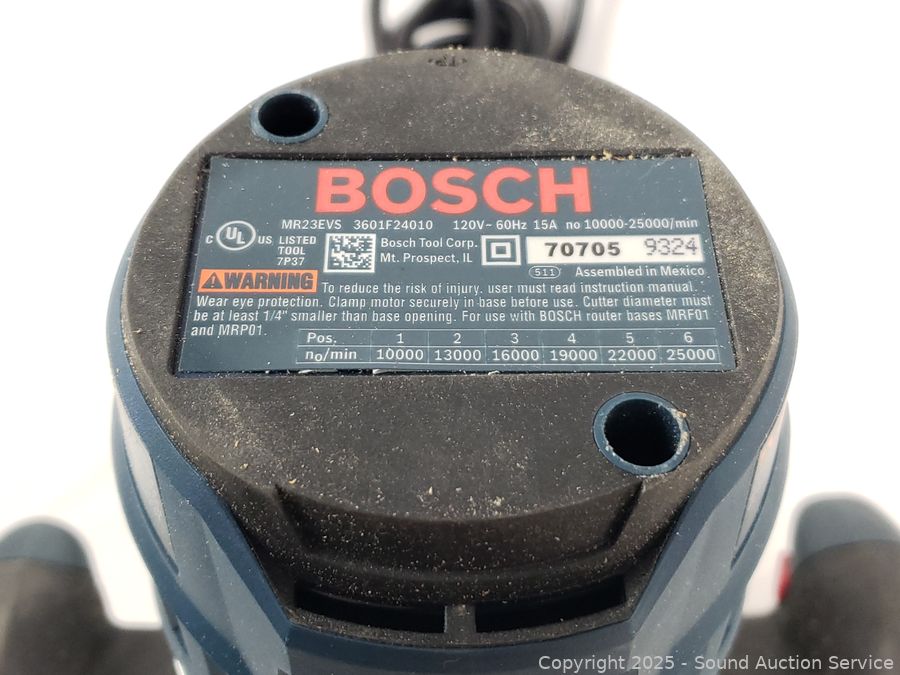 BOSCH
MR23EVS 3601F24010 120V~ 60Hz 15A no 10000-25000/min
C UL US LISTED TOOL 7P37
Bosch Tool Corp.
Mt. Prospect, IL
70705 9324
511 Assembled in Mexico
WARNING To reduce the risk of injury, user must read instruction manual.
Wear eye protection. Clamp motor securely in base before use. Cutter diameter must
be at least 1/4" smaller than base opening. For use with BOSCH router bases MRF01
and MRP01.
Pos. 1 2 3 4 5 6
no/min 10000 13000 16000 19000 22000 25000
Copyright 2025 - Sound Auction Service